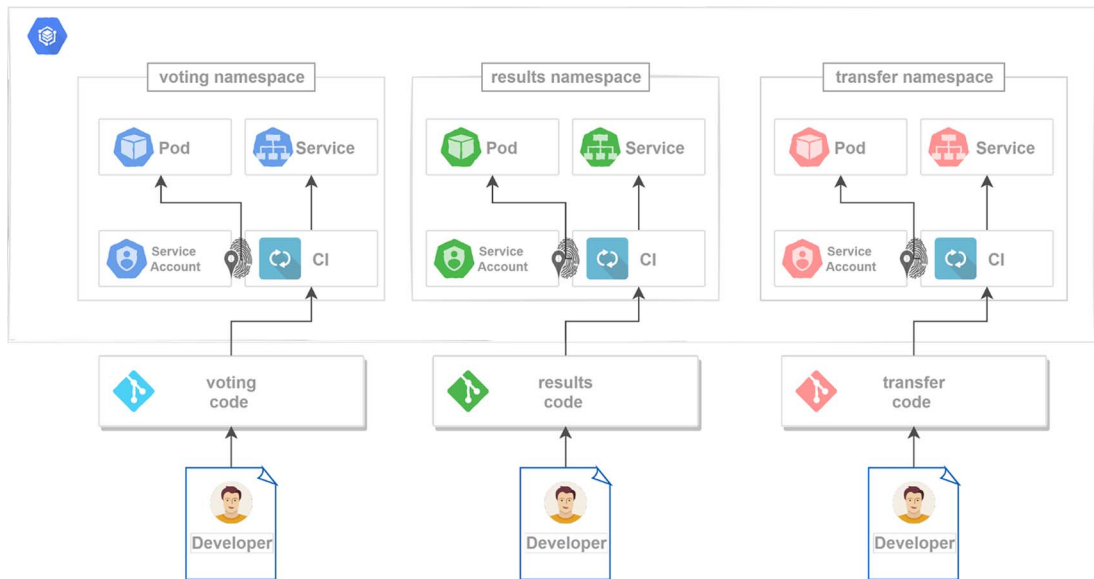 voting namespace
results namespace
transfer namespace
Pod
Service
Pod
Service
Pod
Service
Service
Account
CI
Service
Account
CI
Service
Account
CI
voting
code
results
code
transfer
code
Developer
Developer
Developer